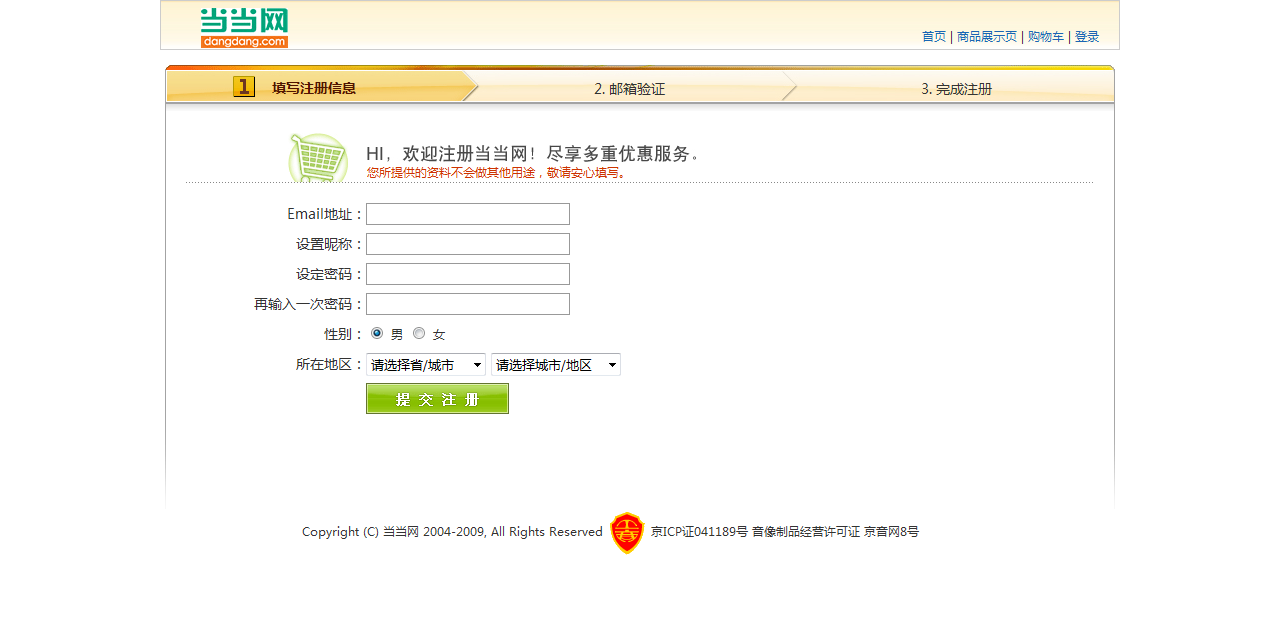 当当网
dangdang.com
首页 | 商品展示页 | 购物车 | 登录
1 填写注册信息 2. 邮箱验证 3. 完成注册
HI，欢迎注册当当网！尽享多重优惠服务。
您所提供的资料不会做其他用途，敬请安心填写。
Email地址：
设置昵称：
设定密码：
再输入一次密码：
性别： 男 女
所在地区： 请选择省/城市 请选择城市/地区
提 交 注 册
Copyright (C) 当当网 2004-2009, All Rights Reserved 京ICP证041189号 音像制品经营许可证 京音网8号